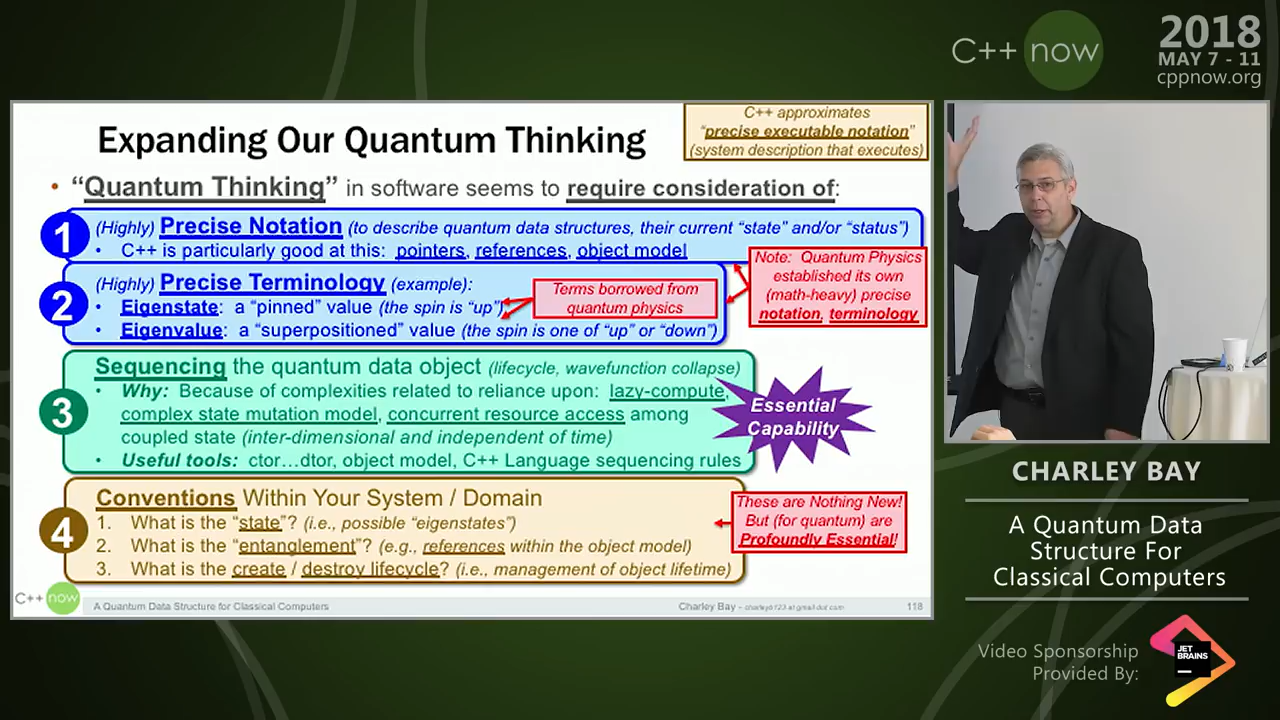 C++ now
2018
MAY 7 - 11
cppnow.org
Expanding Our Quantum Thinking
C++ approximates
“precise executable notation”
(system description that executes)
• “Quantum Thinking” in software seems to require consideration of:
1
(Highly) Precise Notation (to describe quantum data structures, their current “state” and/or “status”)
• C++ is particularly good at this: pointers, references, object model
2
(Highly) Precise Terminology (example):
• Eigenstate: a “pinned” value (the spin is “up”)
• Eigenvalue: a “superpositioned” value (the spin is one of “up” or “down”)
Terms borrowed from
quantum physics
Note: Quantum Physics
established its own
(math-heavy) precise
notation, terminology
3
Sequencing the quantum data object (lifecycle, wavefunction collapse)
• Why: Because of complexities related to reliance upon: lazy-compute,
complex state mutation model, concurrent resource access among
coupled state (inter-dimensional and independent of time)
• Useful tools: ctor…dtor, object model, C++ Language sequencing rules
Essential
Capability
4
Conventions Within Your System / Domain
1. What is the “state”? (i.e., possible “eigenstates”)
2. What is the “entanglement”? (e.g., references within the object model)
3. What is the create / destroy lifecycle? (i.e., management of object lifetime)
These are Nothing New!
But (for quantum) are
Profoundly Essential!
C++ now
A Quantum Data Structure for Classical Computers
Charley Bay – charleyb123 at gmail dot com
118
CHARLEY BAY
A Quantum Data
Structure For
Classical Computers
Video Sponsorship
Provided By:
JET
BRAINS